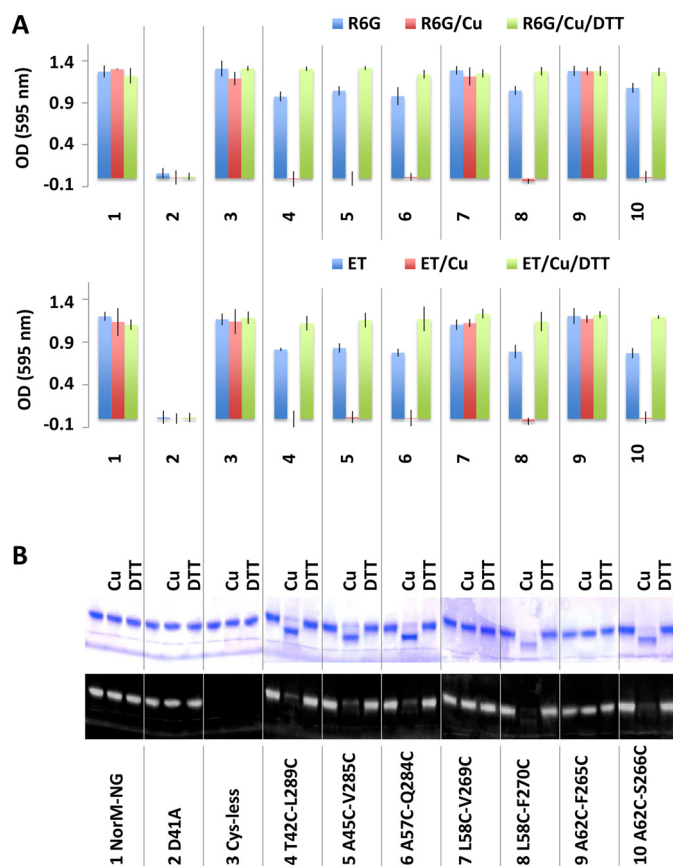 A
R6G R6G/Cu R6G/Cu/DTT
OD (595 nm)
1.4
0.9
0.4
-0.1
1 2 3 4 5 6 7 8 9 10
ET ET/Cu ET/Cu/DTT
OD (595 nm)
1.4
0.9
0.4
-0.1
1 2 3 4 5 6 7 8 9 10
B
Cu DTT Cu DTT Cu DTT Cu DTT Cu DTT Cu DTT Cu DTT Cu DTT Cu DTT Cu DTT
1 NorM-NG
2 D41A
3 Cys-less
4 T42C-L289C
5 A45C-V285C
6 A57C-Q284C
7 L58C-V269C
8 L58C-F270C
9 A62C-F265C
10 A62C-S266C